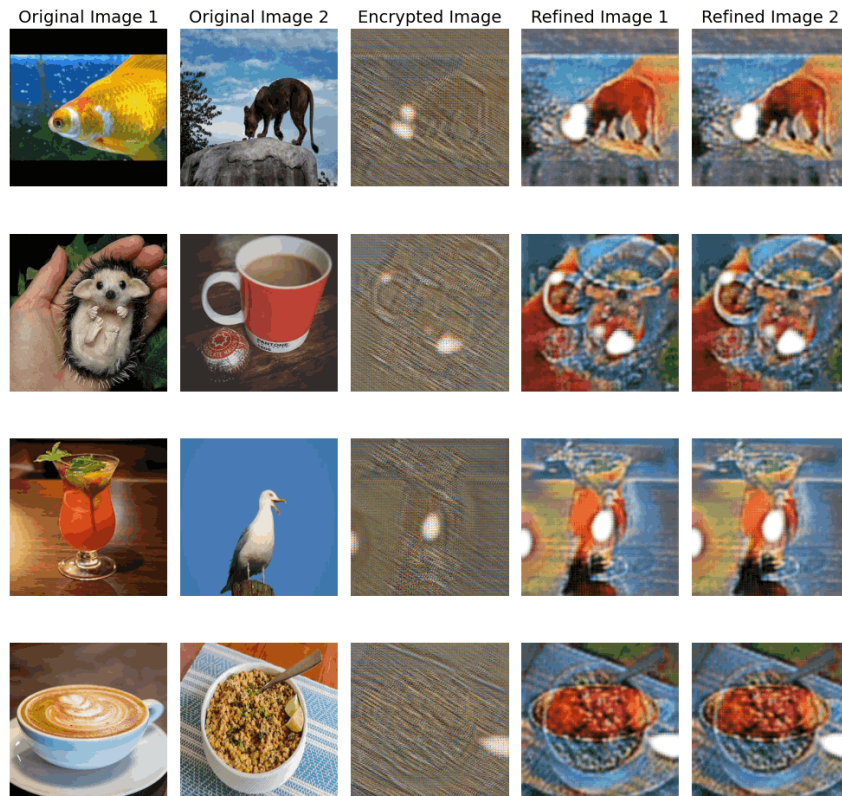 Original Image 1
Original Image 2
Encrypted Image
Refined Image 1
Refined Image 2
PANTONE